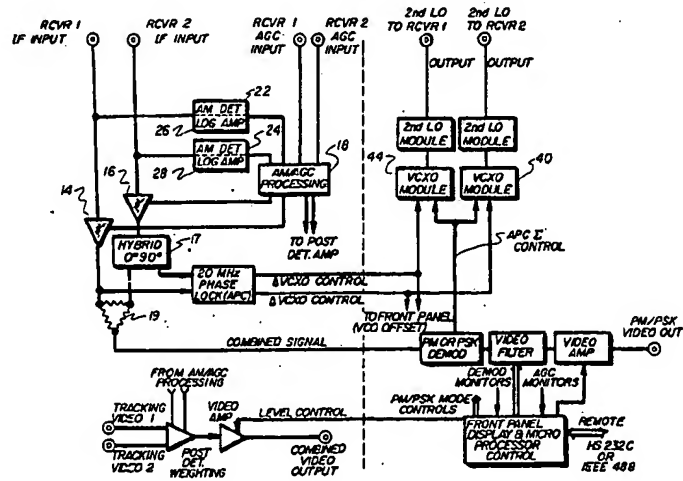 RCVR 1
IF INPUT
RCVR 2
IF INPUT
RCVR 1
AGC
INPUT
RCVR 2
AGC
INPUT
2nd LO
TO RCVR 1
2nd LO
TO RCVR 2
OUTPUT
OUTPUT
22
AM DET
LOG AMP
26
24
AM DET
LOG AMP
28
18
AM/AGC
PROCESSING
2nd LO
MODULE
2nd LO
MODULE
44
VCXO
MODULE
VCXO
MODULE
40
16
14
HYBRID
0° 90°
17
TO POST
DET. AMP
APC Σ
CONTROL
20 MHz
PHASE
LOCK (APC)
Δ VCXO CONTROL
Δ VCXO CONTROL
19
TO FRONT PANEL
(VCO OFFSET)
COMBINED SIGNAL
PM OR PSK
DEMOD
VIDEO
FILTER
VIDEO
AMP
PM/PSK
VIDEO OUT
FROM AM/AGC
PROCESSING
DEMOD
MONITORS
AGC
MONITORS
PM/PSK MODE
CONTROLS
TRACKING
VIDEO 1
VIDEO
AMP
LEVEL CONTROL
FRONT PANEL
DISPLAY & MICRO
PROCESSOR
CONTROL
REMOTE
HS 232C
OR
IEEE 488
TRACKING
VIDEO 2
POST
DET.
WEIGHTING
COMBINED
VIDEO
OUTPUT